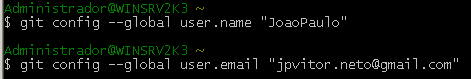 Administrador@WINSRV2K3 ~
$ git config --global user.name "JoaoPaulo"
Administrador@WINSRV2K3 ~
$ git config --global user.email "jpvitor.neto@gmail.com"